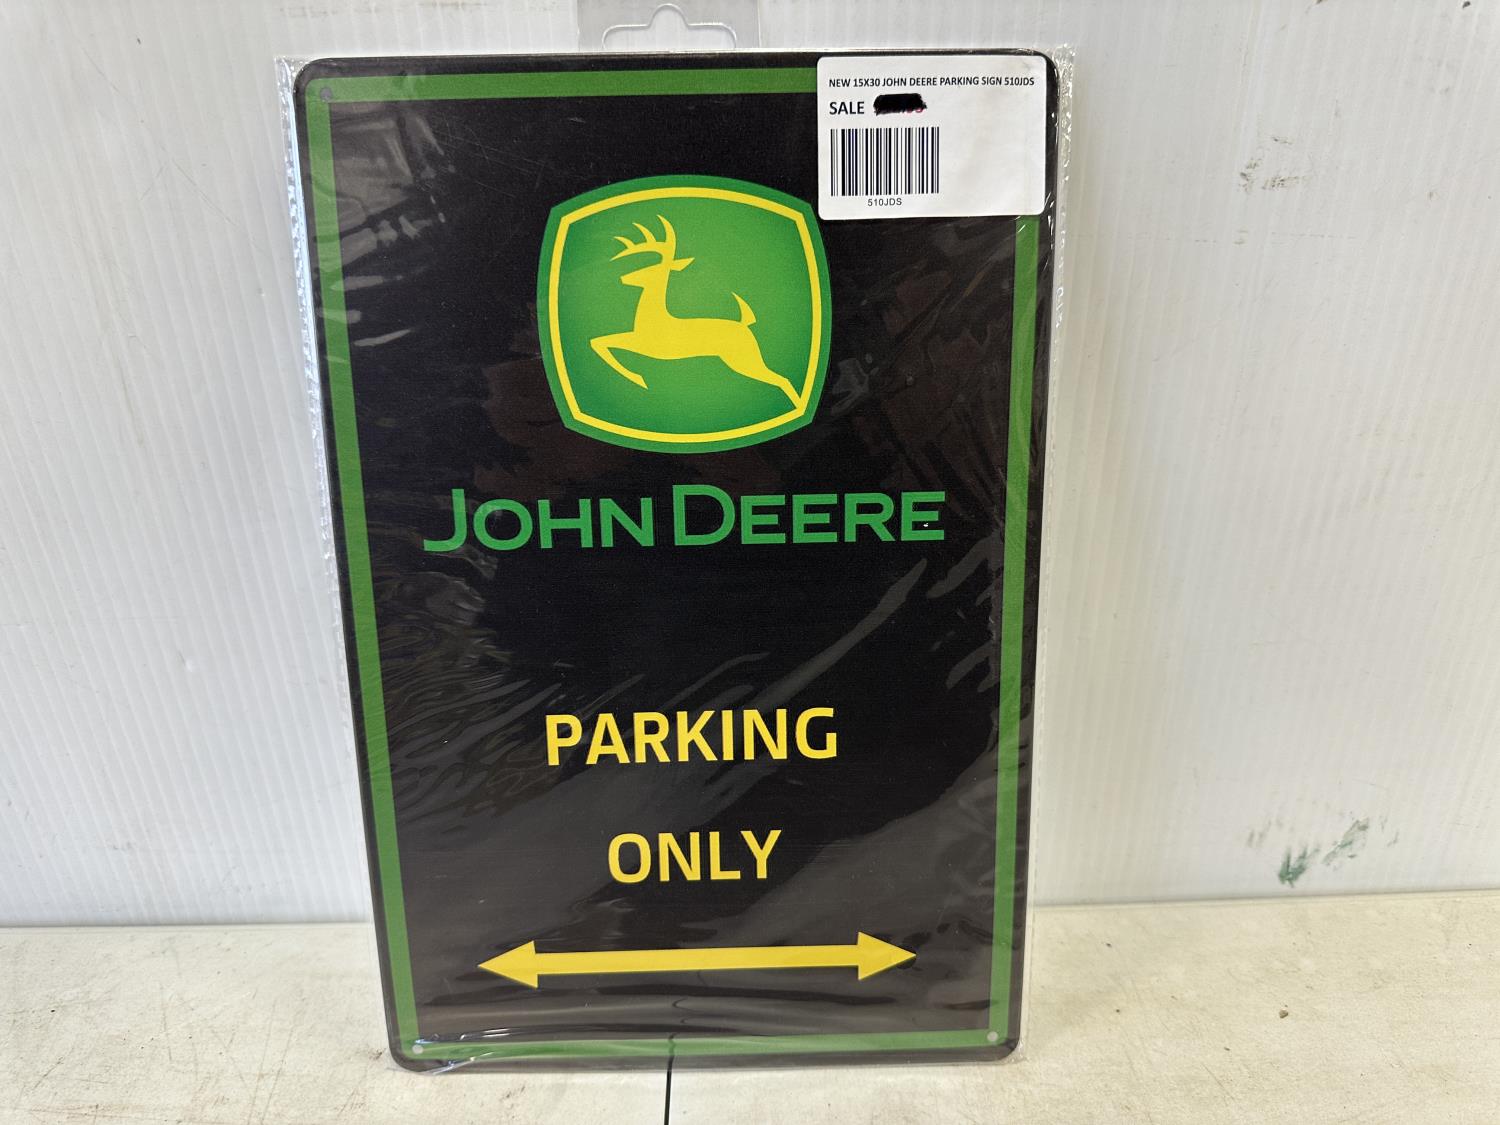 NEW 15X30 JOHN DEERE PARKING SIGN 510JDS
SALE
510JDS
JOHN DEERE
PARKING
ONLY